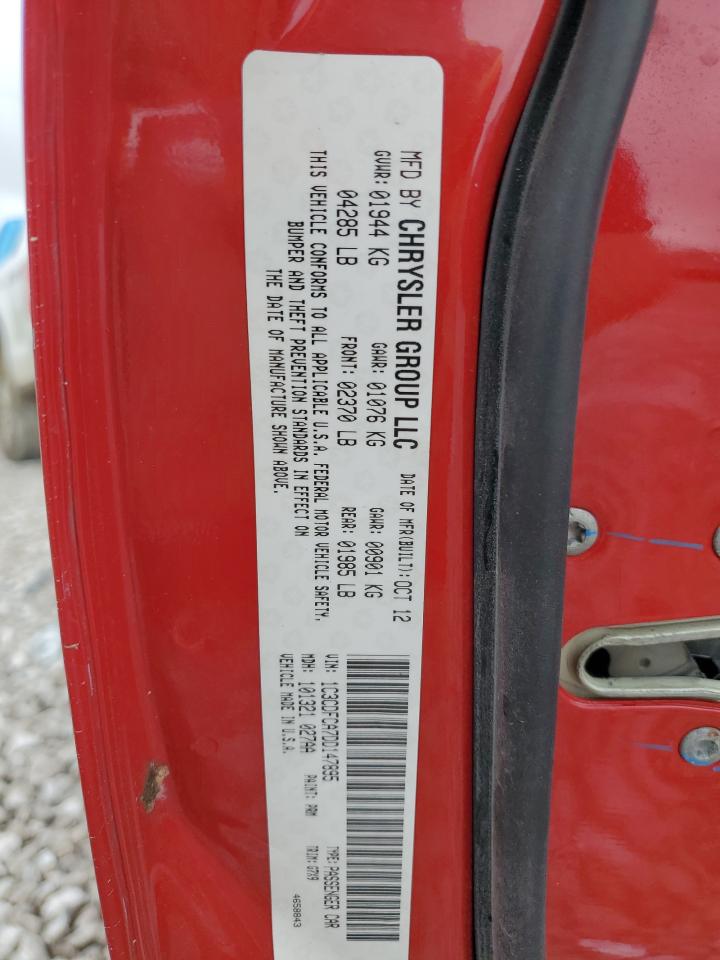 MFD BY CHRYSLER GROUP LLC DATE OF MFR(BUILT): OCT 12
GVWR: 01944 KG GAWR: 01076 KG GAWR: 00901 KG
04285 LB FRONT: 02370 LB REAR: 01985 LB
THIS VEHICLE CONFORMS TO ALL APPLICABLE U.S.A. FEDERAL MOTOR VEHICLE SAFETY,
BUMPER AND THEFT PREVENTION STANDARDS IN EFFECT ON
THE DATE OF MANUFACTURE SHOWN ABOVE.
VIN: 1C3CDFCA7DD147895 TYPE: PASSENGER CAR
MDH: 101321 027AA PAINT: PRM TRIM: G7X9
VEHICLE MADE IN U.S.A. 4658843